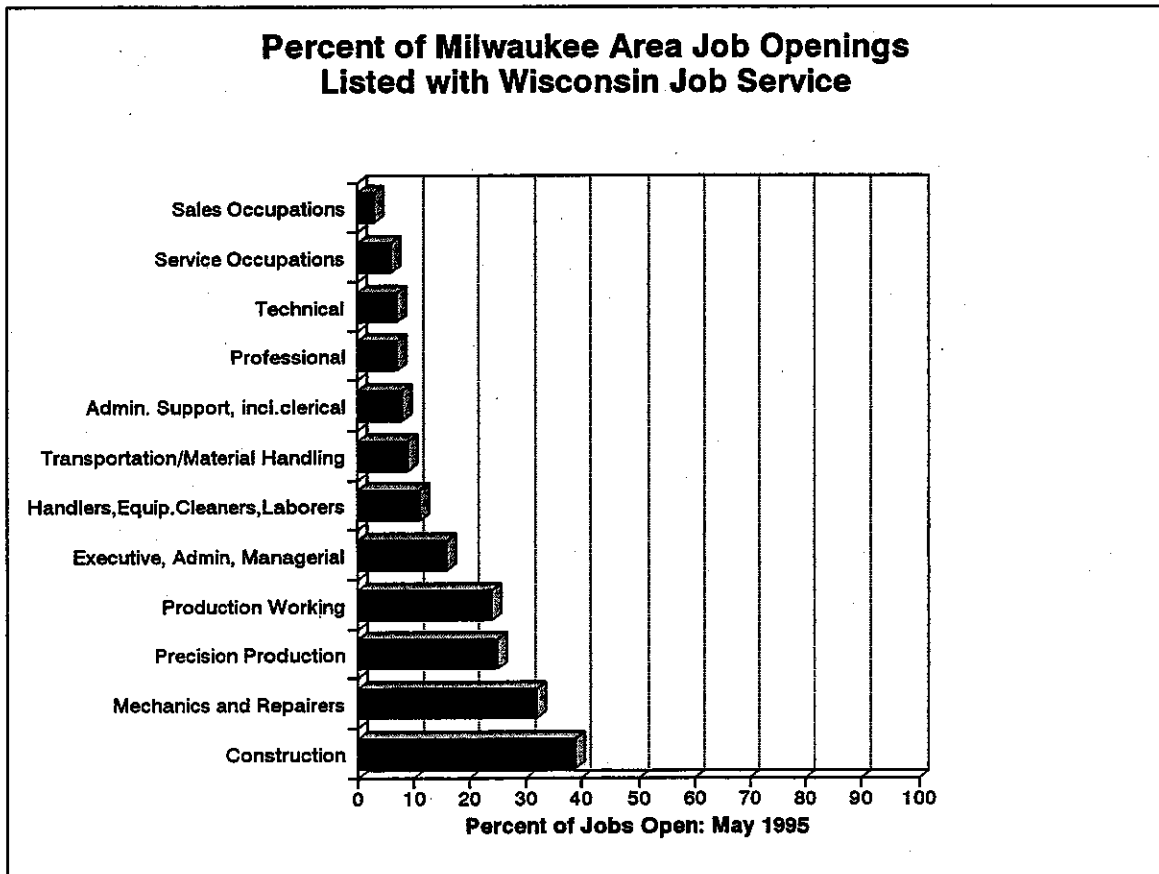 Percent of Milwaukee Area Job Openings
Listed with Wisconsin Job Service
Sales Occupations
Service Occupations
Technical
Professional
Admin. Support, incl.clerical
Transportation/Material Handling
Handlers,Equip.Cleaners,Laborers
Executive, Admin, Managerial
Production Working
Precision Production
Mechanics and Repairers
Construction
0 10 20 30 40 50 60 70 80 90 100
Percent of Jobs Open: May 1995